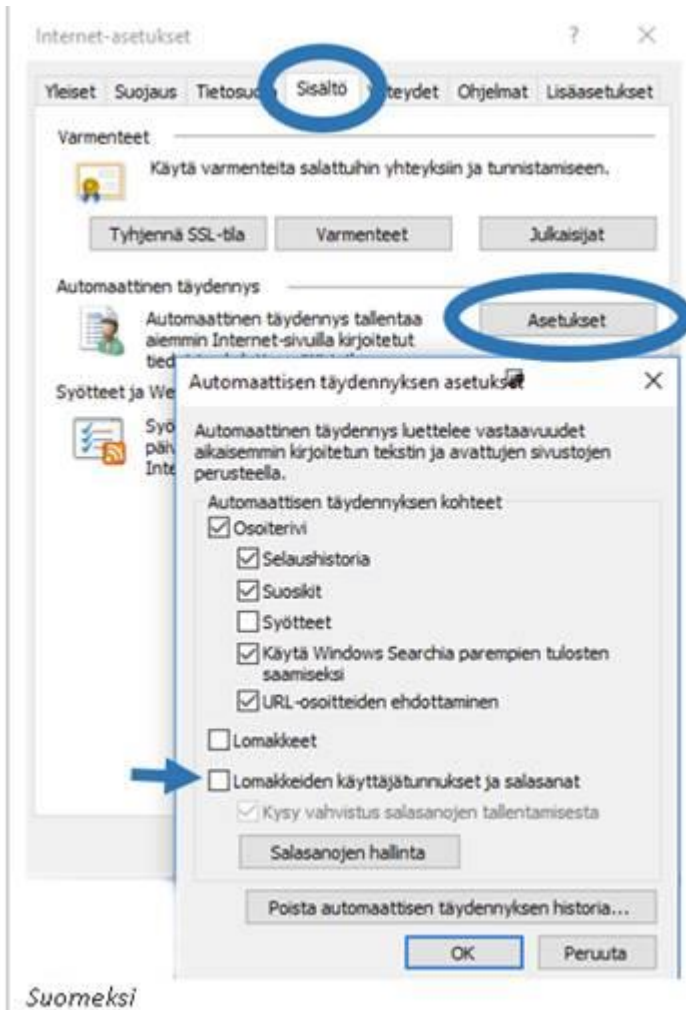 Internet-asetukset
Yleiset Suojaus Sisältö Ohjelmat Lisäasetukset
Varmenteet
Käytä varmenteita salattuihin yhteyksiin ja tunnistamiseen.
Tyhjennä SSL-tila Varmenteet Julkaisijat
Automaattinen täydennys
Automaattinen täydennys tallentaa
aiemmin Internet-sivuilla kirjoitetut
Asetukset
Syötteet ja We
Syö
päiv
Inte
Automaattisen täydennyksen asetukset
Automaattinen täydennys luettelee vastaavuudet
aikaisemmin kirjoitetun tekstin ja avattujen sivustojen
perusteella.
Automaattisen täydennyksen kohteet
Osoiterivi
Selaushistoria
Suosikit
Syötteet
Käytä Windows Searchia parempien tulosten
saamiseksi
URL-osoitteiden ehdottaminen
Lomakkeet
Lomakkeiden käyttäjätunnukset ja salasanat
Kysy vahvistus salasanojen tallentamisesta
Salasanojen hallinta
Poista automaattisen täydennyksen historia...
OK Peruuta
Suomeksi